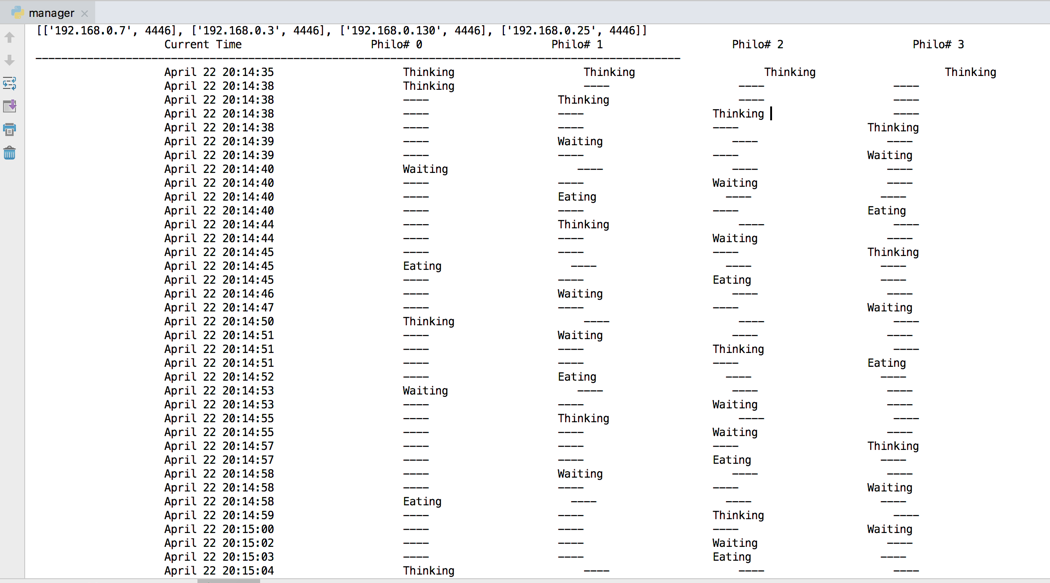 manager
[['192.168.0.7', 4446], ['192.168.0.3', 4446], ['192.168.0.130', 4446], ['192.168.0.25', 4446]]
Current Time Philo# 0 Philo# 1 Philo# 2 Philo# 3
----------------------------------------------------------------------------------------------------
April 22 20:14:35 Thinking Thinking Thinking Thinking
April 22 20:14:38 Thinking ---- ---- ----
April 22 20:14:38 ---- Thinking ---- ----
April 22 20:14:38 ---- ---- Thinking ----
April 22 20:14:38 ---- ---- ---- Thinking
April 22 20:14:39 ---- Waiting ---- ----
April 22 20:14:39 ---- ---- ---- Waiting
April 22 20:14:40 Waiting ---- ---- ----
April 22 20:14:40 ---- ---- Waiting ----
April 22 20:14:40 ---- Eating ---- ----
April 22 20:14:40 ---- ---- ---- Eating
April 22 20:14:44 ---- Thinking ---- ----
April 22 20:14:44 ---- ---- Waiting ----
April 22 20:14:45 ---- ---- ---- Thinking
April 22 20:14:45 Eating ---- ---- ----
April 22 20:14:45 ---- ---- Eating ----
April 22 20:14:46 ---- Waiting ---- ----
April 22 20:14:47 ---- ---- ---- Waiting
April 22 20:14:50 Thinking ---- ---- ----
April 22 20:14:51 ---- Waiting ---- ----
April 22 20:14:51 ---- ---- Thinking ----
April 22 20:14:51 ---- ---- ---- Eating
April 22 20:14:52 ---- Eating ---- ----
April 22 20:14:53 Waiting ---- ---- ----
April 22 20:14:53 ---- ---- Waiting ----
April 22 20:14:55 ---- Thinking ---- ----
April 22 20:14:55 ---- ---- Waiting ----
April 22 20:14:57 ---- ---- ---- Thinking
April 22 20:14:57 ---- ---- Eating ----
April 22 20:14:58 ---- Waiting ---- ----
April 22 20:14:58 ---- ---- ---- Waiting
April 22 20:14:58 Eating ---- ---- ----
April 22 20:14:59 ---- ---- Thinking ----
April 22 20:15:00 ---- ---- ---- Waiting
April 22 20:15:02 ---- ---- Waiting ----
April 22 20:15:03 ---- ---- Eating ----
April 22 20:15:04 Thinking ---- ---- ----